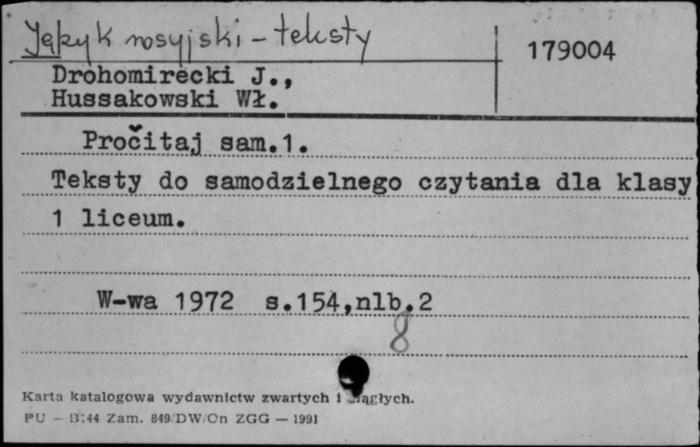 Język rosyjski - teksty
179004
Drohomirecki J.,
Hussakowski Wł.
Pročitaj sam.1.
Teksty do samodzielnego czytania dla klasy
1 liceum.
W-wa 1972 s.154,nlb.2
8
Karta katalogowa wydawnictw zwartych i ciągłych.
PU — B:44 Zam. 849/DW/On ZGG — 1991